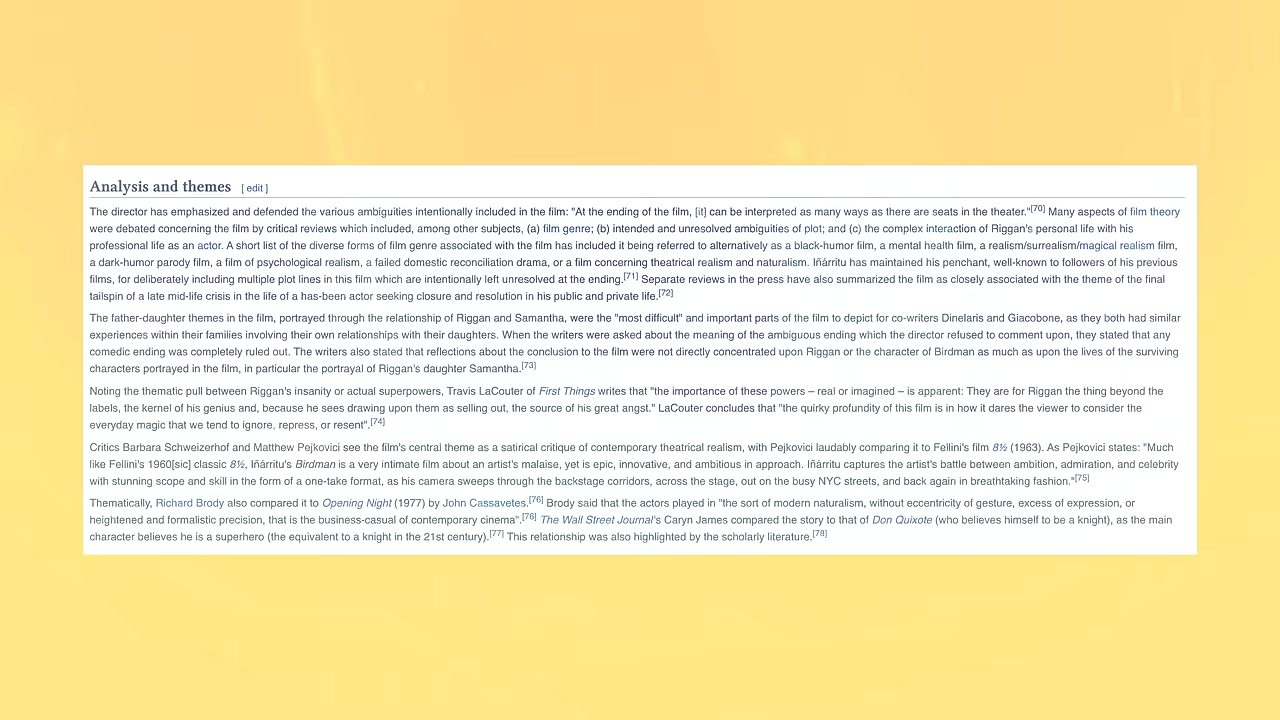 Analysis and themes [ edit ]
The director has emphasized and defended the various ambiguities intentionally included in the film: "At the ending of the film, [it] can be interpreted as many ways as there are seats in the theater."[70] Many aspects of film theory
were debated concerning the film by critical reviews which included, among other subjects, (a) film genre; (b) intended and unresolved ambiguities of plot; and (c) the complex interaction of Riggan's personal life with his
professional life as an actor. A short list of the diverse forms of film genre associated with the film has included it being referred to alternatively as a black-humor film, a mental health film, a realism/surrealism/magical realism film,
a dark-humor parody film, a film of psychological realism, a failed domestic reconciliation drama, or a film concerning theatrical realism and naturalism. Iñárritu has maintained his penchant, well-known to followers of his previous
films, for deliberately including multiple plot lines in this film which are intentionally left unresolved at the ending.[71] Separate reviews in the press have also summarized the film as closely associated with the theme of the final
tailspin of a late mid-life crisis in the life of a has-been actor seeking closure and resolution in his public and private life.[72]
The father-daughter themes in the film, portrayed through the relationship of Riggan and Samantha, were the "most difficult" and important parts of the film to depict for co-writers Dinelaris and Giacobone, as they both had similar
experiences within their families involving their own relationships with their daughters. When the writers were asked about the meaning of the ambiguous ending which the director refused to comment upon, they stated that any
comedic ending was completely ruled out. The writers also stated that reflections about the conclusion to the film were not directly concentrated upon Riggan or the character of Birdman as much as upon the lives of the surviving
characters portrayed in the film, in particular the portrayal of Riggan's daughter Samantha.[73]
Noting the thematic pull between Riggan's insanity or actual superpowers, Travis LaCouter of First Things writes that "the importance of these powers – real or imagined – is apparent: They are for Riggan the thing beyond the
labels, the kernel of his genius and, because he sees drawing upon them as selling out, the source of his great angst." LaCouter concludes that "the quirky profundity of this film is in how it dares the viewer to consider the
everyday magic that we tend to ignore, repress, or resent".[74]
Critics Barbara Schweizerhof and Matthew Pejkovici see the film's central theme as a satirical critique of contemporary theatrical realism, with Pejkovici laudably comparing it to Fellini's film 8½ (1963). As Pejkovici states: "Much
like Fellini's 1960[sic] classic 8½, Iñárritu's Birdman is a very intimate film about an artist's malaise, yet is epic, innovative, and ambitious in approach. Iñárritu captures the artist's battle between ambition, admiration, and celebrity
with stunning scope and skill in the form of a one-take format, as his camera sweeps through the backstage corridors, across the stage, out on the busy NYC streets, and back again in breathtaking fashion."[75]
Thematically, Richard Brody also compared it to Opening Night (1977) by John Cassavetes.[76] Brody said that the actors played in "the sort of modern naturalism, without eccentricity of gesture, excess of expression, or
heightened and formalistic precision, that is the business-casual of contemporary cinema".[76] The Wall Street Journal's Caryn James compared the story to that of Don Quixote (who believes himself to be a knight), as the main
character believes he is a superhero (the equivalent to a knight in the 21st century).[77] This relationship was also highlighted by the scholarly literature.[78]